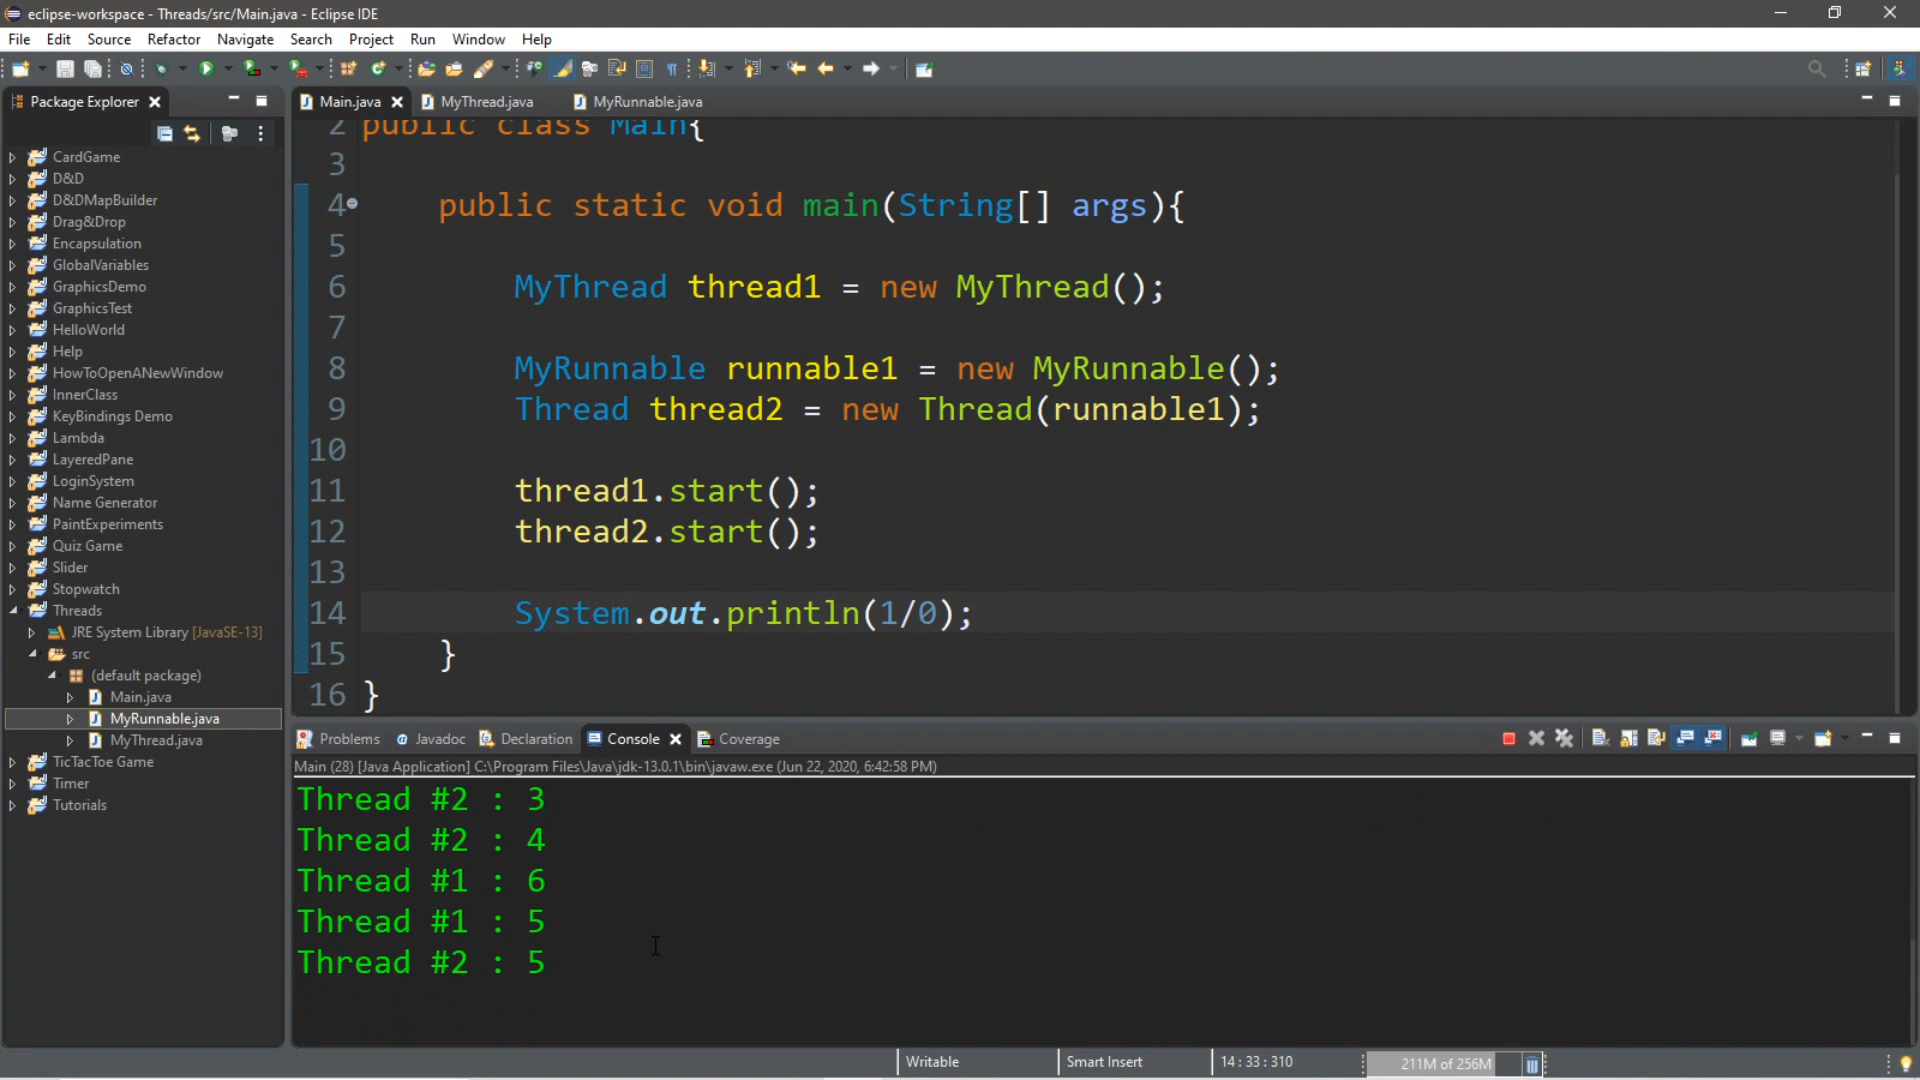 eclipse-workspace - Threads/src/Main.java - Eclipse IDE
File Edit Source Refactor Navigate Search Project Run Window Help
Package Explorer
CardGame
D&D
D&DMapBuilder
Drag&Drop
Encapsulation
GlobalVariables
GraphicsDemo
GraphicsTest
HelloWorld
Help
HowToOpenANewWindow
InnerClass
KeyBindings Demo
Lambda
LayeredPane
LoginSystem
Name Generator
PaintExperiments
Quiz Game
Slider
Stopwatch
Threads
JRE System Library [JavaSE-13]
src
(default package)
Main.java
MyRunnable.java
MyThread.java
TicTacToe Game
Timer
Tutorials
Main.java MyThread.java MyRunnable.java
2 public class Main{
3
4 public static void main(String[] args){
5
6 MyThread thread1 = new MyThread();
7
8 MyRunnable runnable1 = new MyRunnable();
9 Thread thread2 = new Thread(runnable1);
10
11 thread1.start();
12 thread2.start();
13
14 System.out.println(1/0);
15 }
16 }
Problems @ Javadoc Declaration Console Coverage
Main (28) [Java Application] C:\Program Files\Java\jdk-13.0.1\bin\javaw.exe (Jun 22, 2020, 6:42:58 PM)
Thread #2 : 3
Thread #2 : 4
Thread #1 : 6
Thread #1 : 5
Thread #2 : 5
Writable Smart Insert 14 : 33 : 310 211M of 256M